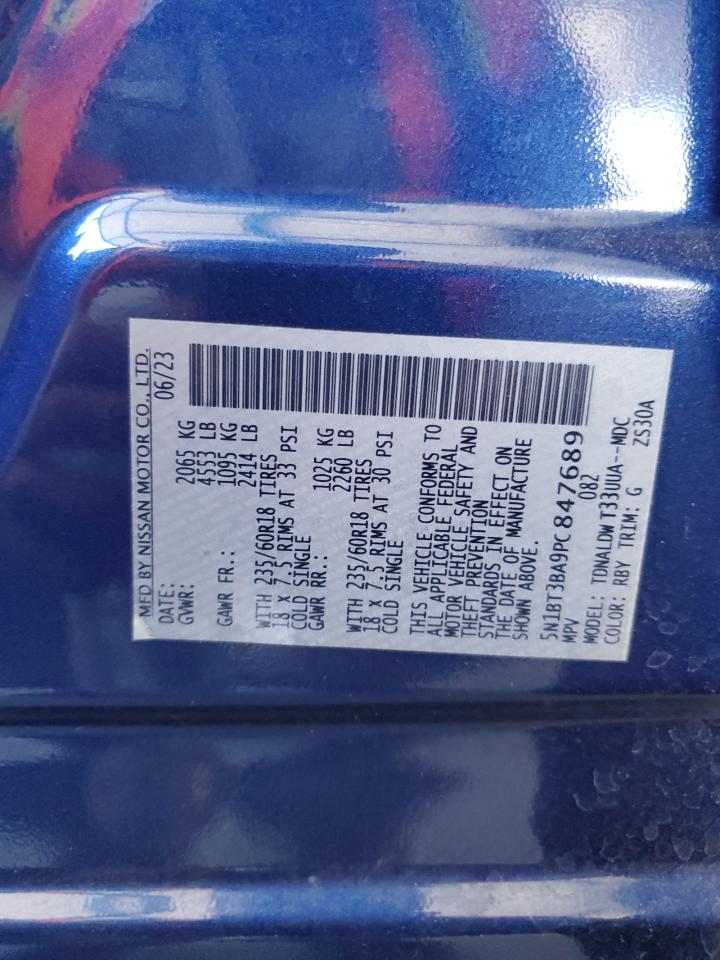 MFD BY NISSAN MOTOR CO., LTD.
DATE: 06/23
GVWR: 2065 KG
4553 LB
GAWR FR.: 1095 KG
2414 LB
WITH 235/60R18 TIRES
18 X 7.5 RIMS AT 33 PSI
COLD SINGLE
GAWR RR.: 1025 KG
2260 LB
WITH 235/60R18 TIRES
18 X 7.5 RIMS AT 30 PSI
COLD SINGLE
THIS VEHICLE CONFORMS TO
ALL APPLICABLE FEDERAL
MOTOR VEHICLE SAFETY AND
THEFT PREVENTION
STANDARDS IN EFFECT ON
THE DATE OF MANUFACTURE
SHOWN ABOVE.
5N1BT3BA9PC847689
MPV 082
MODEL: TDNALDW T33UUA--MDC
COLOR: RBY TRIM: G ZS30A